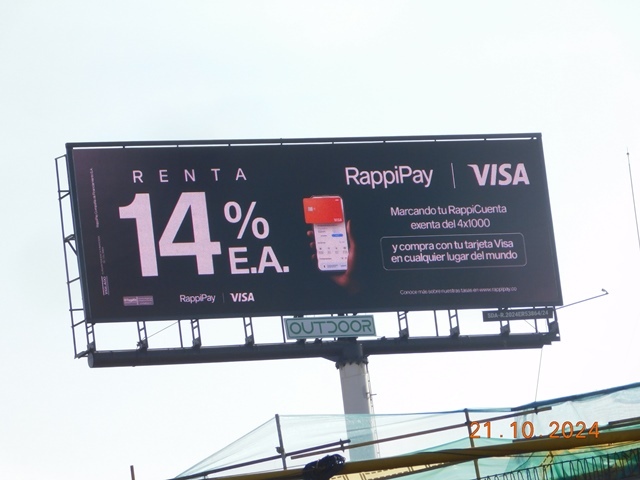 RENTA
14%
E.A.
RappiPay | VISA
RappiPay | VISA
Marcando tu RappiCuenta
exenta del 4x1000
y compra con tu tarjeta Visa
en cualquier lugar del mundo
Conoce más sobre nuestras tasas en www.rappipay.co
OUTDOOR
21.10.2024